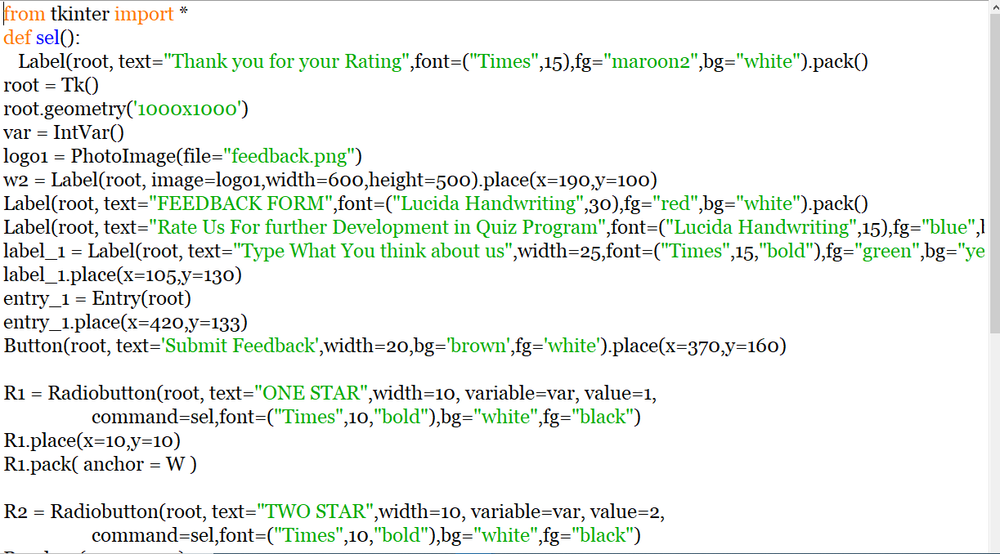 from tkinter import *
def sel():
   Label(root, text="Thank you for your Rating",font=("Times",15),fg="maroon2",bg="white").pack()
root = Tk()
root.geometry('1000x1000')
var = IntVar()
logo1 = PhotoImage(file="feedback.png")
w2 = Label(root, image=logo1,width=600,height=500).place(x=190,y=100)
Label(root, text="FEEDBACK FORM",font=("Lucida Handwriting",30),fg="red",bg="white").pack()
Label(root, text="Rate Us For further Development in Quiz Program",font=("Lucida Handwriting",15),fg="blue",
label_1 = Label(root, text="Type What You think about us",width=25,font=("Times",15,"bold"),fg="green",bg="ye
label_1.place(x=105,y=130)
entry_1 = Entry(root)
entry_1.place(x=420,y=133)
Button(root, text='Submit Feedback',width=20,bg='brown',fg='white').place(x=370,y=160)

R1 = Radiobutton(root, text="ONE STAR",width=10, variable=var, value=1,
                  command=sel,font=("Times",10,"bold"),bg="white",fg="black")
R1.place(x=10,y=10)
R1.pack( anchor = W )

R2 = Radiobutton(root, text="TWO STAR",width=10, variable=var, value=2,
                  command=sel,font=("Times",10,"bold"),bg="white",fg="black")